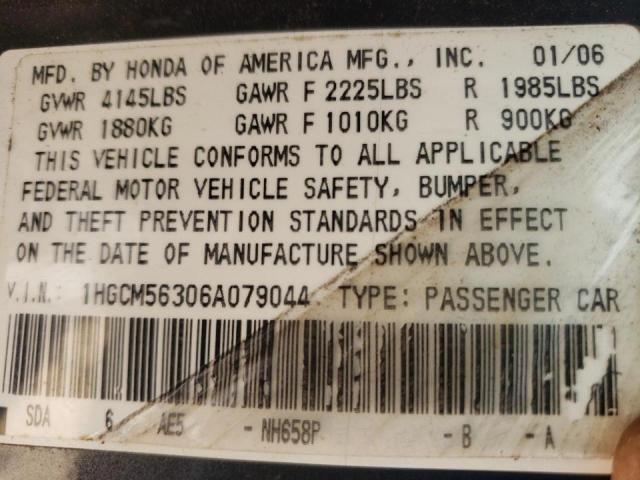 MFD. BY HONDA OF AMERICA MFG., INC. 01/06
GVWR 4145LBS GAWR F 2225LBS R 1985LBS
GVWR 1880KG GAWR F 1010KG R 900KG
THIS VEHICLE CONFORMS TO ALL APPLICABLE
FEDERAL MOTOR VEHICLE SAFETY, BUMPER,
AND THEFT PREVENTION STANDARDS IN EFFECT
ON THE DATE OF MANUFACTURE SHOWN ABOVE.
V.I.N.: 1HGCM56306A079044 TYPE: PASSENGER CAR
SDA 6 AE5 - NH658P - B - A